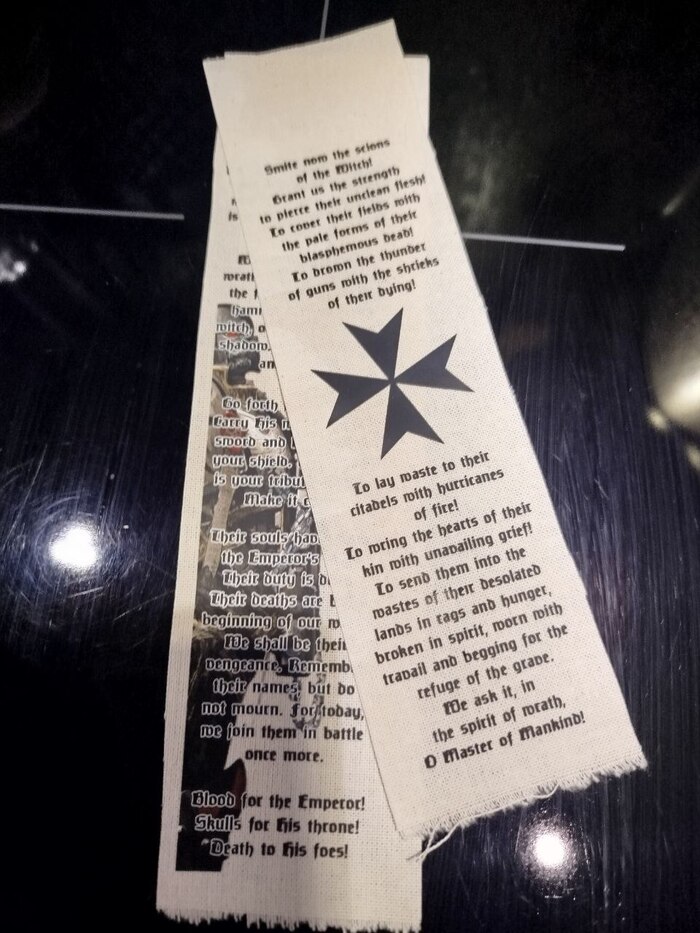 Smite now the scions
of the Witch!
Grant us the strength
to pierce their unclean flesh!
To cover their fields with
the pale forms of their
blasphemous dead!
To drown the thunder
of guns with the shrieks
of their dying!
To lay waste to their
citadels with hurricanes
of fire!
To wring the hearts of their
kin with unavailing grief!
To send them into the
wastes of their desolated
lands in rags and hunger,
broken in spirit, worn with
travail and begging for the
refuge of the grave.
We ask it, in
the spirit of wrath,
O Master of Mankind!
is
wrath
the
witch,
shadow.
an
Go forth
Carry His
sword and
your shield.
is your
Make it
Their souls
the Emperor's
Their duty is
Their deaths are
beginning of our
We shall be
vengeance.
their names, but do
not mourn. For today,
we join them in battle
once more.
Blood for the Emperor!
Skulls for His throne!
Death to His foes!